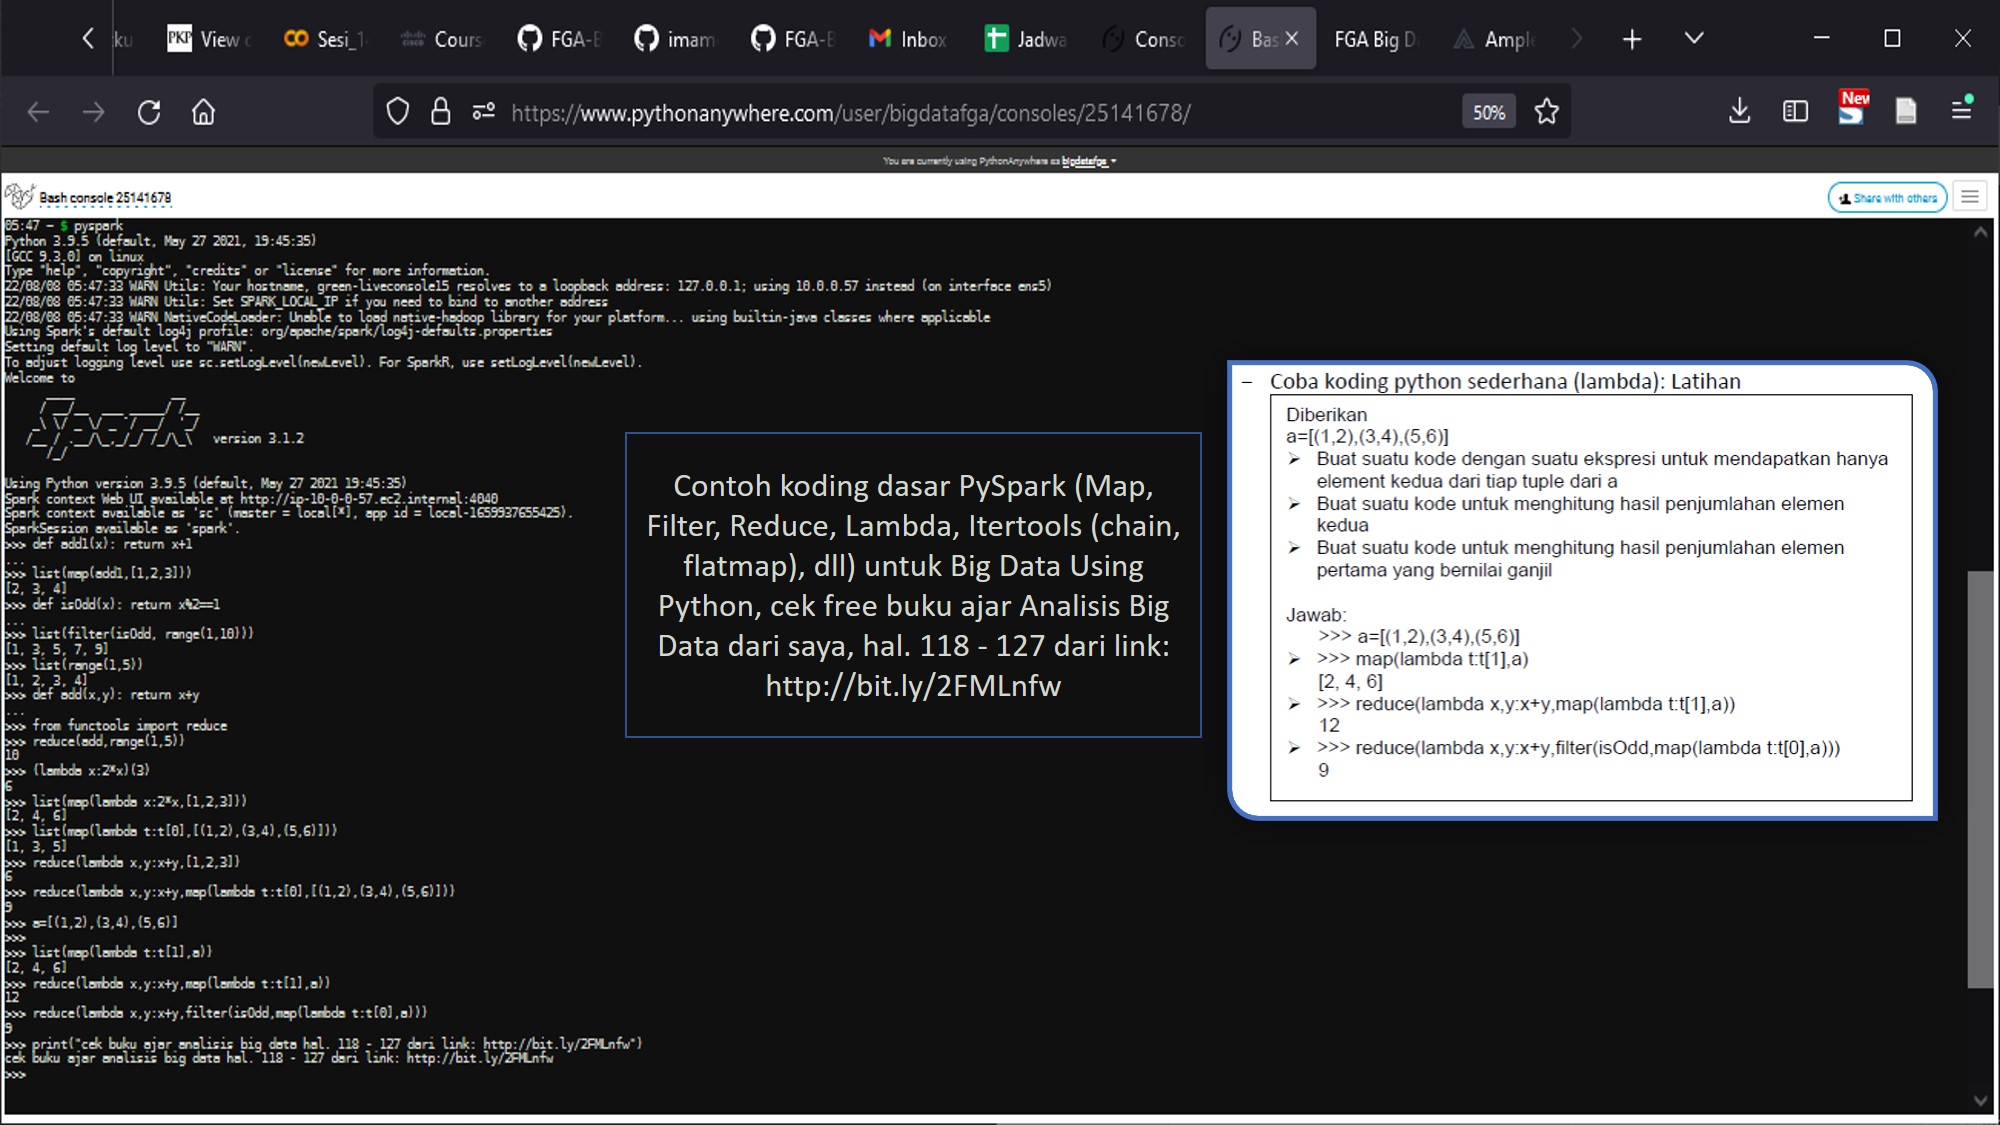 View
Sesi_1
Cours
FGA-B
imam
FGA-B
Inbox
Jadwa
Conso
Bas
FGA Big D
Ampl
https://www.pythonanywhere.com/user/bigdatafga/consoles/25141678/
50%
New
You are currently using PythonAnywhere as bigdatafga
Bash console 25141678
Share with others
05:47 ~ $ pyspark
Python 3.9.5 (default, May 27 2021, 19:45:35)
[GCC 9.3.0] on linux
Type "help", "copyright", "credits" or "license" for more information.
22/08/08 05:47:33 WARN Utils: Your hostname, green-liveconsole15 resolves to a loopback address: 127.0.0.1; using 10.0.0.57 instead (on interface ens5)
22/08/08 05:47:33 WARN Utils: Set SPARK_LOCAL_IP if you need to bind to another address
22/08/08 05:47:33 WARN NativeCodeLoader: Unable to load native-hadoop library for your platform... using builtin-java classes where applicable
Using Spark's default log4j profile: org/apache/spark/log4j-defaults.properties
Setting default log level to "WARN".
To adjust logging level use sc.setLogLevel(newLevel). For SparkR, use setLogLevel(newLevel).
Welcome to
Spark version 3.1.2
Using Python version 3.9.5 (default, May 27 2021 19:45:35)
Spark context Web UI available at http://ip-10-0-0-57.ec2.internal:4040
Spark context available as 'sc' (master = local[*], app id = local-1659937655425).
SparkSession available as 'spark'.
>>> def add1(x): return x+1
...
>>> list(map(add1,[1,2,3]))
[2, 3, 4]
>>> def isOdd(x): return x%2==1
...
>>> list(filter(isOdd, range(1,10)))
[1, 3, 5, 7, 9]
>>> list(range(1,5))
[1, 2, 3, 4]
>>> def add(x,y): return x+y
...
>>> from functools import reduce
>>> reduce(add,range(1,5))
10
>>> (lambda x:2*x)(3)
6
>>> list(map(lambda x:2*x,[1,2,3]))
[2, 4, 6]
>>> list(map(lambda t:t[0],[(1,2),(3,4),(5,6)]))
[1, 3, 5]
>>> reduce(lambda x,y:x+y,[1,2,3])
6
>>> reduce(lambda x,y:x+y,map(lambda t:t[0],[(1,2),(3,4),(5,6)]))
9
>>> a=[(1,2),(3,4),(5,6)]
>>>
>>> list(map(lambda t:t[1],a))
[2, 4, 6]
>>> reduce(lambda x,y:x+y,map(lambda t:t[1],a))
12
>>> reduce(lambda x,y:x+y,filter(isOdd,map(lambda t:t[0],a)))
9
>>> print("cek buku ajar analisis big data hal. 118 - 127 dari link: http://bit.ly/2FMLnfw")
cek buku ajar analisis big data hal. 118 - 127 dari link: http://bit.ly/2FMLnfw
>>>
Contoh koding dasar PySpark (Map,
Filter, Reduce, Lambda, Itertools (chain,
flatmap), dll) untuk Big Data Using
Python, cek free buku ajar Analisis Big
Data dari saya, hal. 118 - 127 dari link:
http://bit.ly/2FMLnfw
– Coba koding python sederhana (lambda): Latihan
Diberikan
a=[(1,2),(3,4),(5,6)]
➢ Buat suatu kode dengan suatu ekspresi untuk mendapatkan hanya
element kedua dari tiap tuple dari a
➢ Buat suatu kode untuk menghitung hasil penjumlahan elemen
kedua
➢ Buat suatu kode untuk menghitung hasil penjumlahan elemen
pertama yang bernilai ganjil
Jawab:
>>> a=[(1,2),(3,4),(5,6)]
➢ >>> map(lambda t:t[1],a)
[2, 4, 6]
➢ >>> reduce(lambda x,y:x+y,map(lambda t:t[1],a))
12
➢ >>> reduce(lambda x,y:x+y,filter(isOdd,map(lambda t:t[0],a)))
9